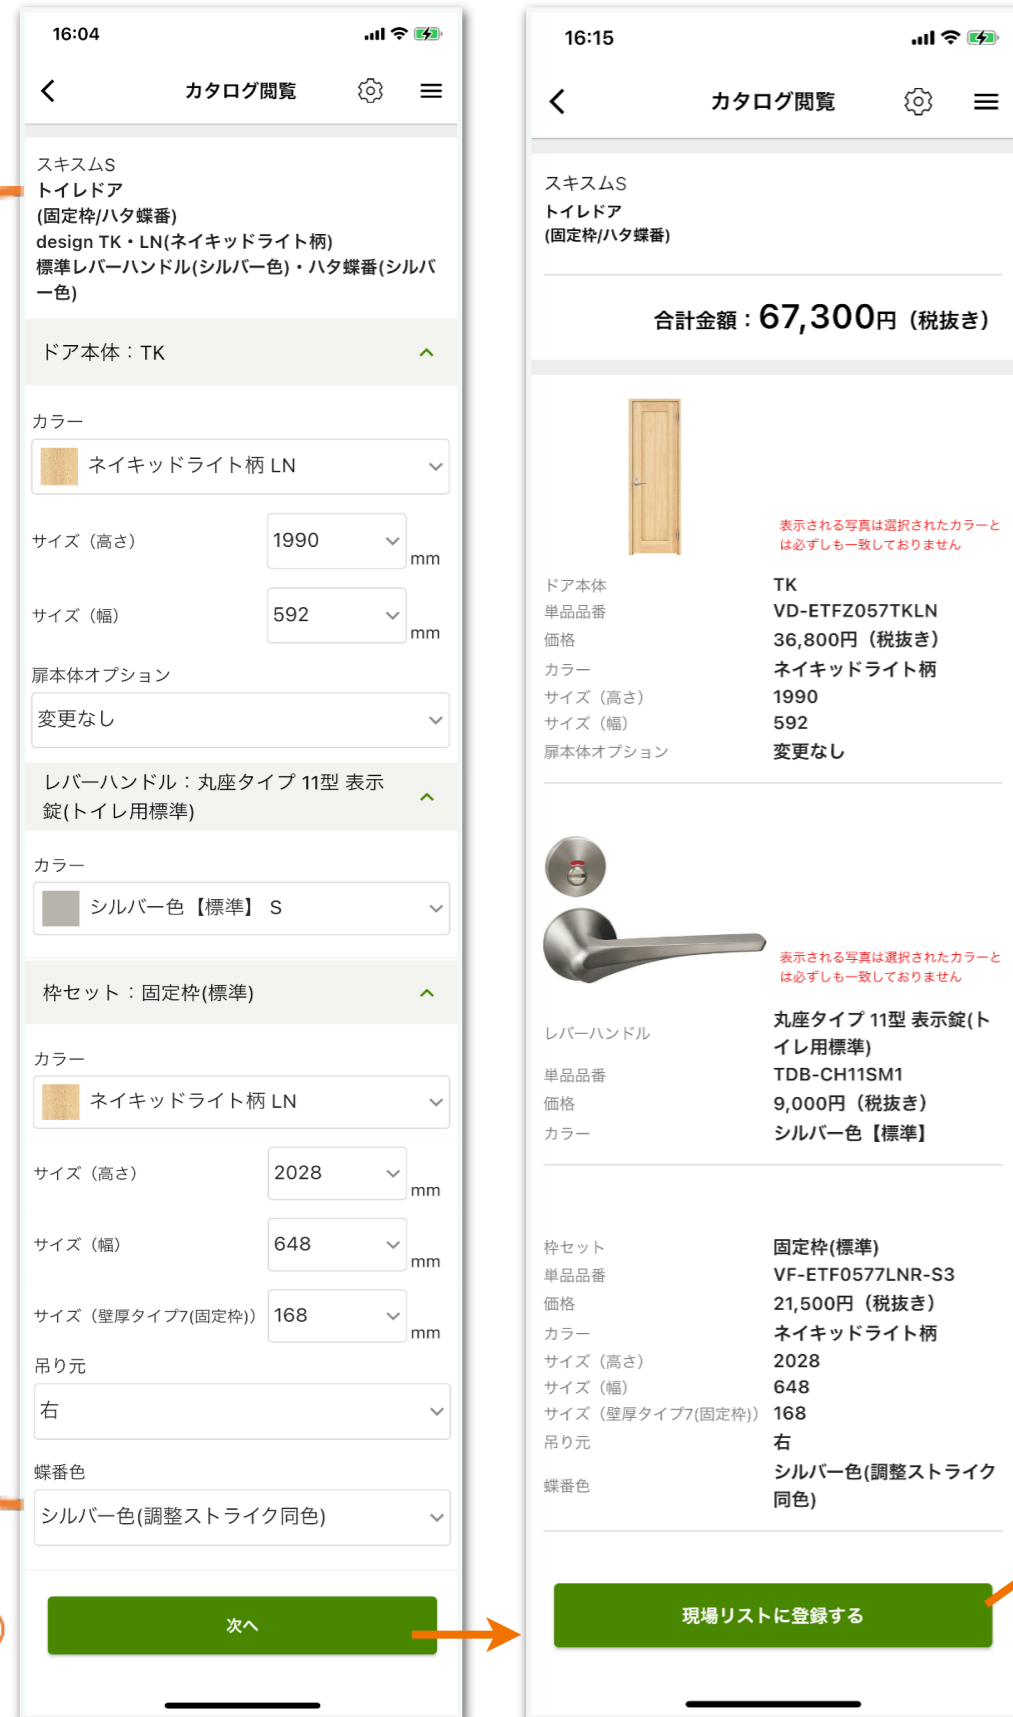 16:04
カタログ閲覧
スキスムS
トイレドア
(固定枠/ハタ蝶番)
design TK・LN(ネイキッドライト柄)
標準レバーハンドル(シルバー色)・ハタ蝶番(シルバ
ー色)
ドア本体：TK
カラー
ネイキッドライト柄 LN
サイズ（高さ） 1990 mm
サイズ（幅） 592 mm
扉本体オプション
変更なし
レバーハンドル：丸座タイプ 11型 表示
錠(トイレ用標準)
カラー
シルバー色【標準】 S
枠セット：固定枠(標準)
カラー
ネイキッドライト柄 LN
サイズ（高さ） 2028 mm
サイズ（幅） 648 mm
サイズ（壁厚タイプ7(固定枠)） 168 mm
吊り元
右
蝶番色
シルバー色(調整ストライク同色)
次へ
16:15
カタログ閲覧
スキスムS
トイレドア
(固定枠/ハタ蝶番)
合計金額：67,300円（税抜き）
表示される写真は選択されたカラーと
は必ずしも一致しておりません
ドア本体 TK
単品品番 VD-ETFZ057TKLN
価格 36,800円（税抜き）
カラー ネイキッドライト柄
サイズ（高さ） 1990
サイズ（幅） 592
扉本体オプション 変更なし
表示される写真は選択されたカラーと
は必ずしも一致しておりません
レバーハンドル 丸座タイプ 11型 表示錠(ト
イレ用標準)
単品品番 TDB-CH11SM1
価格 9,000円（税抜き）
カラー シルバー色【標準】
枠セット 固定枠(標準)
単品品番 VF-ETF0577LNR-S3
価格 21,500円（税抜き）
カラー ネイキッドライト柄
サイズ（高さ） 2028
サイズ（幅） 648
サイズ（壁厚タイプ7(固定枠)） 168
吊り元 右
蝶番色 シルバー色(調整ストライク
同色)
現場リストに登録する